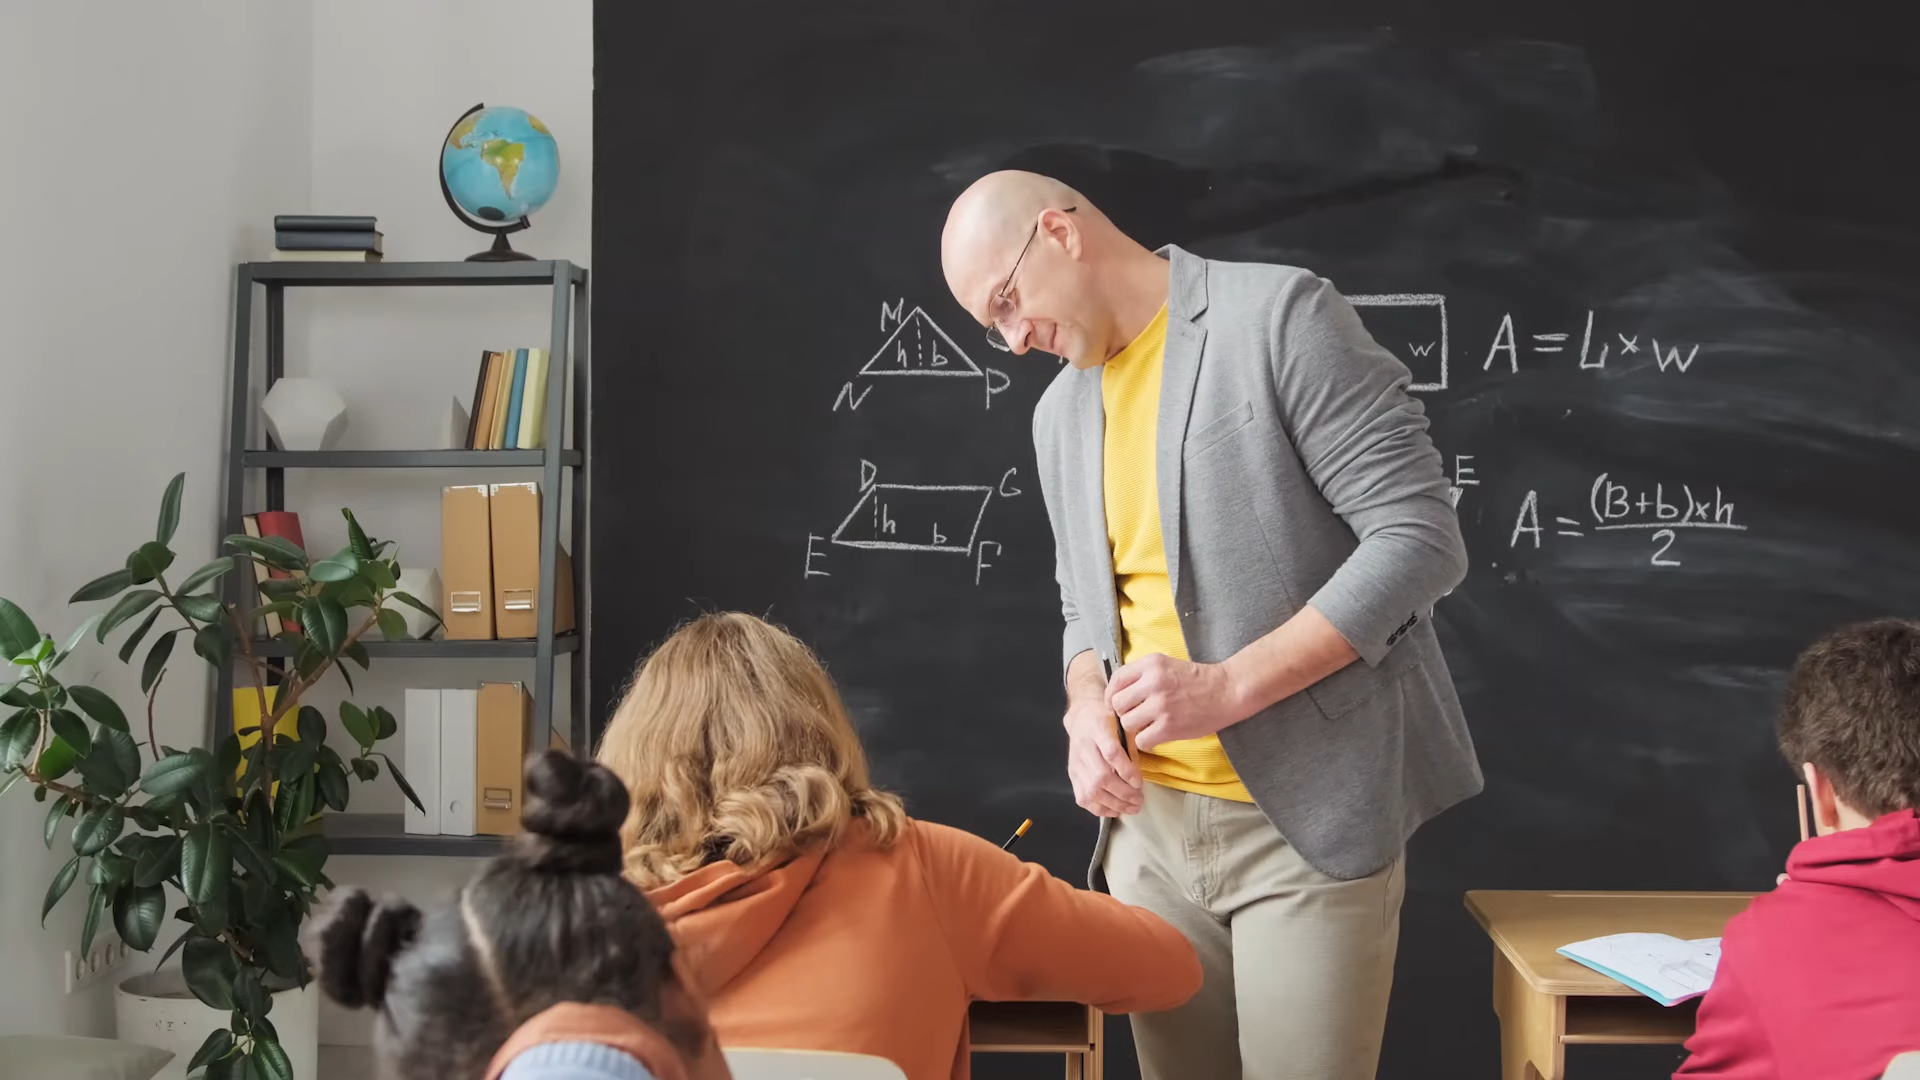 M
h b
N P
w
A = L × w
D G
h b
E F
E
A = (B+b)×h
2